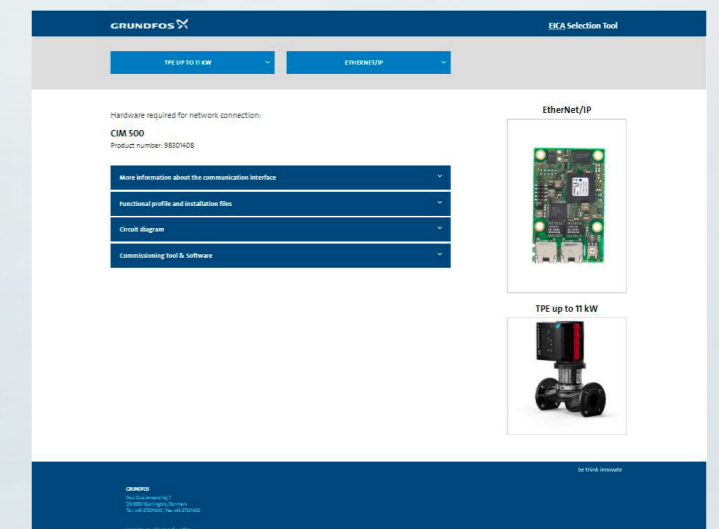 GRUNDFOS
EICA Selection Tool
TPE UP TO 11 KW
ETHERNET/IP
Hardware required for network connection:
CIM 500
Product number: 98301408
More information about the communication interface
Functional profile and installation files
Circuit diagram
Commissioning Tool & Software
EtherNet/IP
TPE up to 11 kW
be think innovate
GRUNDFOS